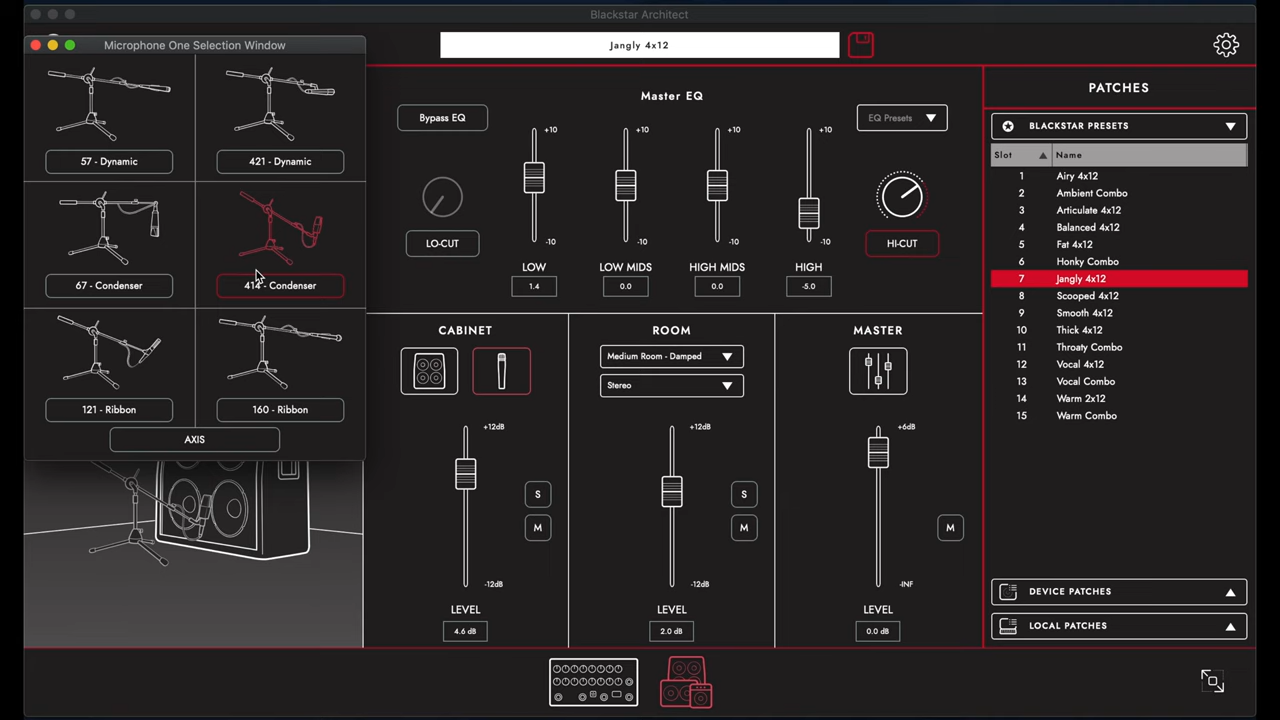 Blackstar Architect
Microphone One Selection Window
57 - Dynamic
421 - Dynamic
67 - Condenser
414 - Condenser
121 - Ribbon
160 - Ribbon
AXIS
Jangly 4x12
Master EQ
Bypass EQ
EQ Presets
+10
+10
+10
+10
-10
-10
-10
-10
LO-CUT
HI-CUT
LOW
LOW MIDS
HIGH MIDS
HIGH
1.4
0.0
0.0
-5.0
CABINET
+12dB
S
M
-12dB
LEVEL
4.6 dB
ROOM
Medium Room - Damped
Stereo
+12dB
S
M
-12dB
LEVEL
2.0 dB
MASTER
+6dB
M
-INF
LEVEL
0.0 dB
PATCHES
BLACKSTAR PRESETS
Slot Name
1 Airy 4x12
2 Ambient Combo
3 Articulate 4x12
4 Balanced 4x12
5 Fat 4x12
6 Honky Combo
7 Jangly 4x12
8 Scooped 4x12
9 Smooth 4x12
10 Thick 4x12
11 Throaty Combo
12 Vocal 4x12
13 Vocal Combo
14 Warm 2x12
15 Warm Combo
DEVICE PATCHES
LOCAL PATCHES